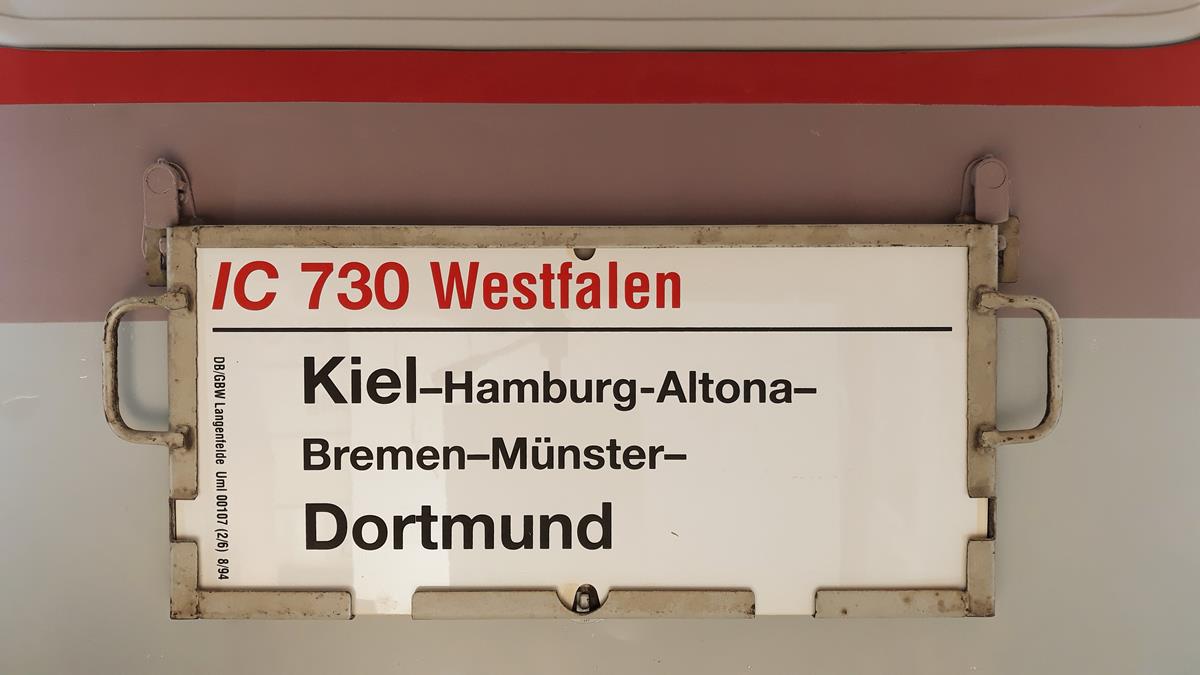 IC 730 Westfalen
Kiel–Hamburg-Altona–
Bremen–Münster–
Dortmund
DB/GBW Langenfelde Uml 00107 (2/6) 8/94